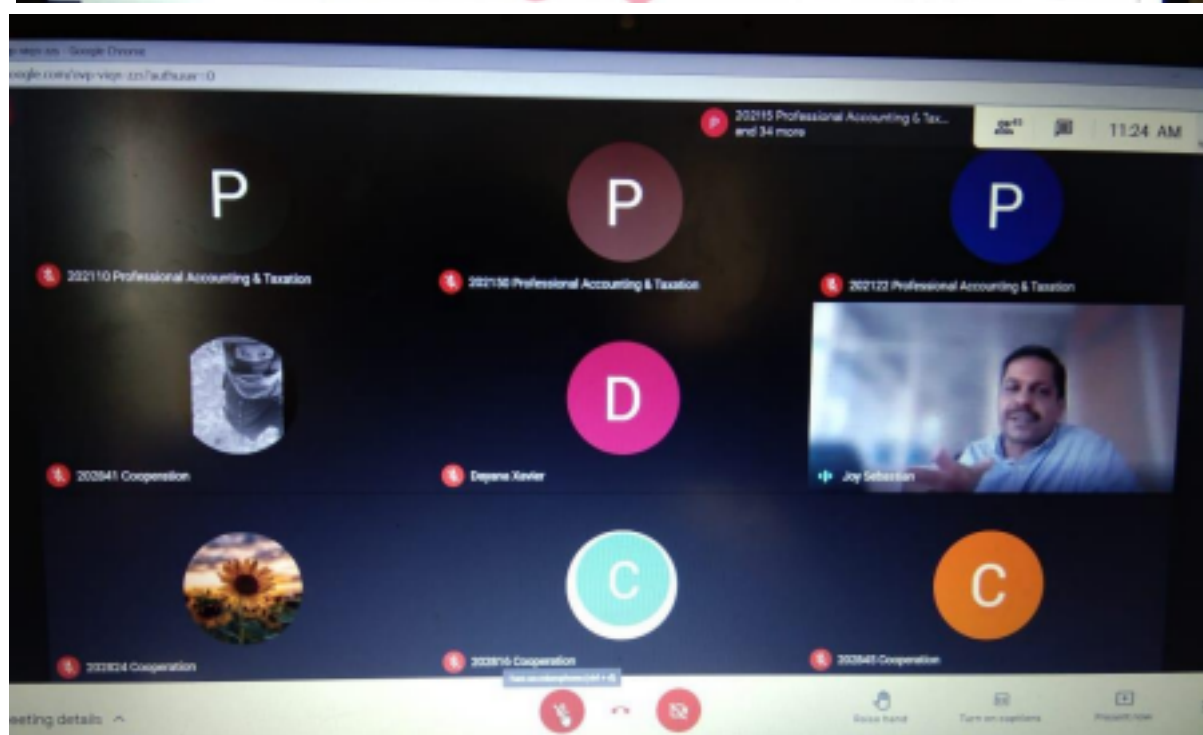 Google Chrome
202115 Professional Accounting & Tax...
and 34 more
11:24 AM
P
P
P
P
202110 Professional Accounting & Taxation
202130 Professional Accounting & Taxation
202122 Professional Accounting & Taxation
D
202841 Cooperation
Dayana Xavier
Joy Sebastian
C
C
202824 Cooperation
202816 Cooperation
202845 Cooperation
eeting details
Raise hand
Turn on captions
Present now